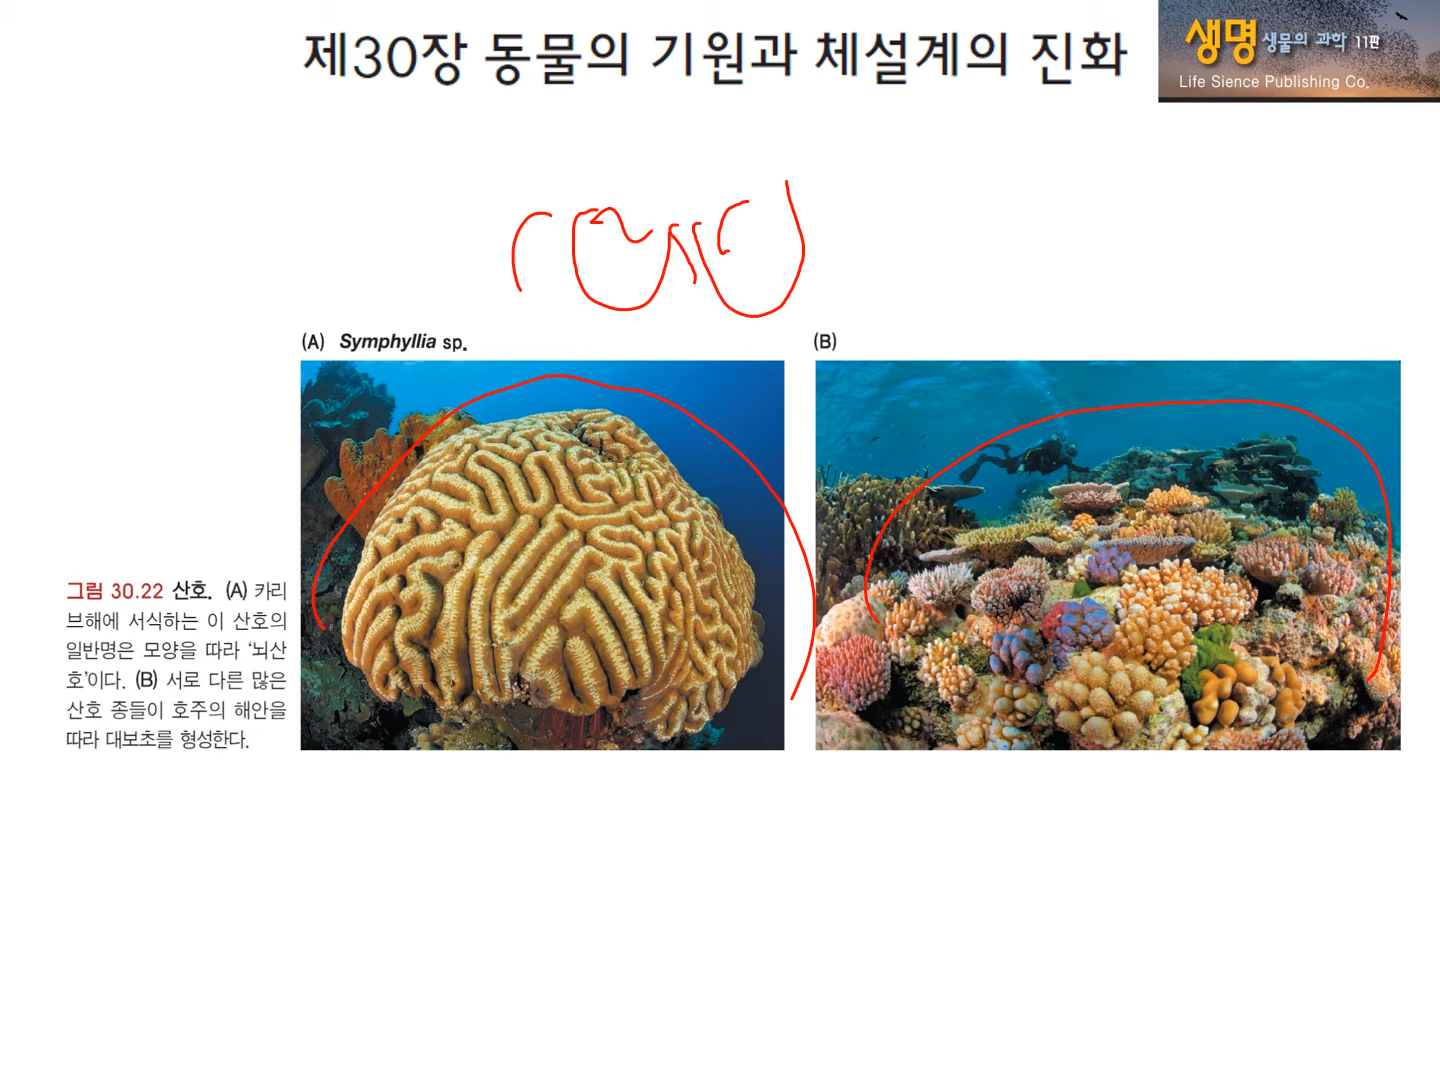 제30장 동물의 기원과 체설계의 진화
생명 생물의 과학 11판
Life Sience Publishing Co.
(A) Symphyllia sp.
(B)
그림 30.22 산호. (A) 카리
브해에 서식하는 이 산호의
일반명은 모양을 따라 ‘뇌산
호’이다. (B) 서로 다른 많은
산호 종들이 호주의 해안을
따라 대보초를 형성한다.